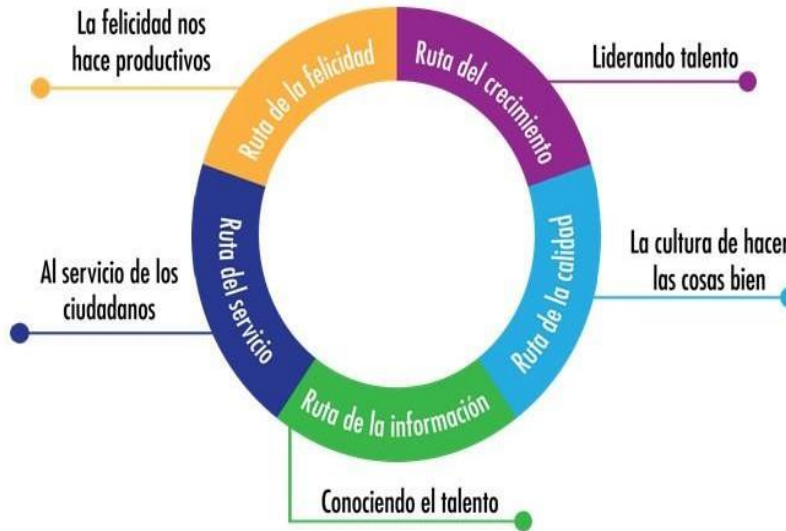 La felicidad nos
hace productivos
Ruta de la felicidad
Ruta del crecimiento
Liderando talento
Ruta de la calidad
La cultura de hacer
las cosas bien
Al servicio de los
ciudadanos
Ruta del servicio
Ruta de la información
Conociendo el talento